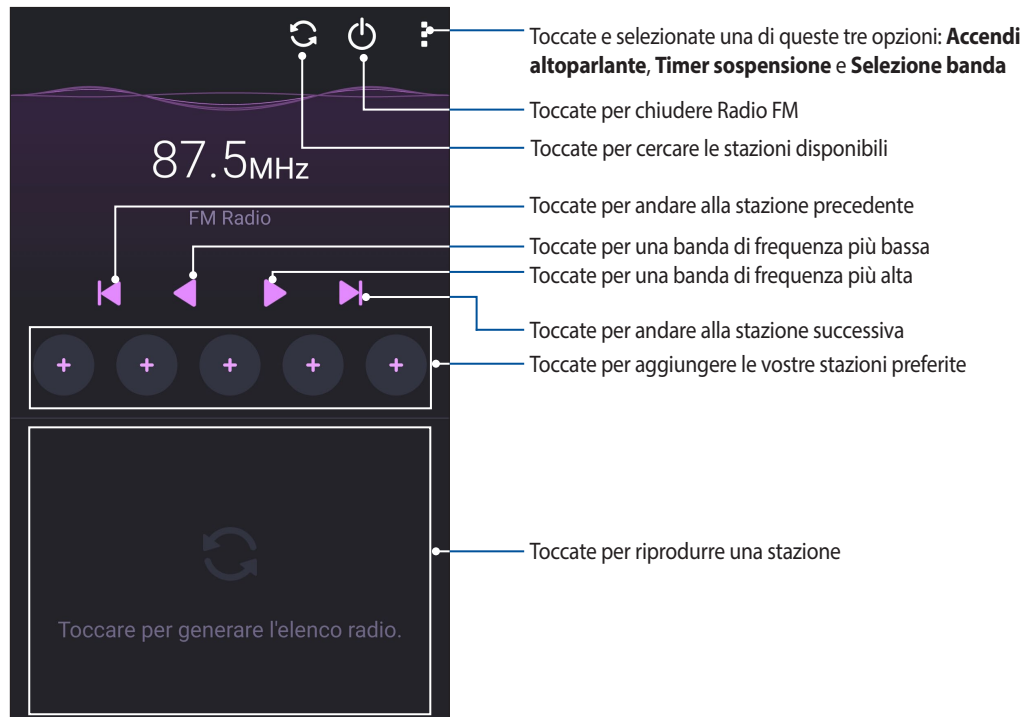 Toccate e selezionate una di queste tre opzioni: Accendi
altoparlante, Timer sospensione e Selezione banda
Toccate per chiudere Radio FM
Toccate per cercare le stazioni disponibili
87.5MHz
FM Radio
Toccate per andare alla stazione precedente
Toccate per una banda di frequenza più bassa
Toccate per una banda di frequenza più alta
Toccate per andare alla stazione successiva
Toccate per aggiungere le vostre stazioni preferite
Toccate per riprodurre una stazione
Toccare per generare l'elenco radio.